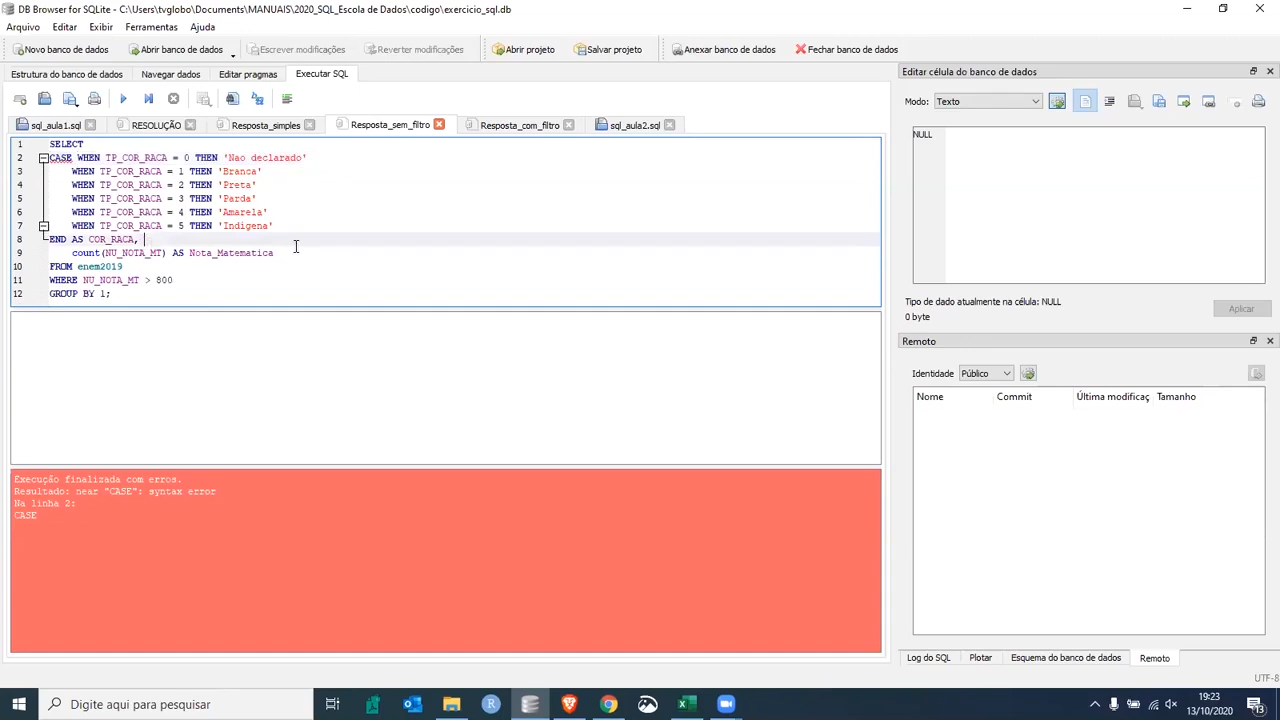 DB Browser for SQLite - C:\Users\tvglobo\Documents\MANUAIS\2020_SQL_Escola de Dados\codigo\exercicio_sql.db
Arquivo Editar Exibir Ferramentas Ajuda
Novo banco de dados Abrir banco de dados Escrever modificações Reverter modificações Abrir projeto Salvar projeto Anexar banco de dados Fechar banco de dados
Estrutura do banco de dados Navegar dados Editar pragmas Executar SQL
sql_aula1.sql RESOLUÇÃO Resposta_simples Resposta_sem_filtro Resposta_com_filtro sql_aula2.sql
1 SELECT
2 CASE WHEN TP_COR_RACA = 0 THEN 'Nao declarado'
3 WHEN TP_COR_RACA = 1 THEN 'Branca'
4 WHEN TP_COR_RACA = 2 THEN 'Preta'
5 WHEN TP_COR_RACA = 3 THEN 'Parda'
6 WHEN TP_COR_RACA = 4 THEN 'Amarela'
7 WHEN TP_COR_RACA = 5 THEN 'Indígena'
8 END AS COR_RACA,
9 count(NU_NOTA_MT) AS Nota_Matematica
10 FROM enem2019
11 WHERE NU_NOTA_MT > 800
12 GROUP BY 1;
Execução finalizada com erros.
Resultado: near "CASE": syntax error
Na linha 2:
CASE
Editar célula do banco de dados
Modo: Texto
NULL
Tipo de dado atualmente na célula: NULL
0 byte
Aplicar
Remoto
Identidade Público
Nome Commit Última modificaç Tamanho
Log do SQL Plotar Esquema do banco de dados Remoto
UTF-8
Digite aqui para pesquisar
19:23
13/10/2020